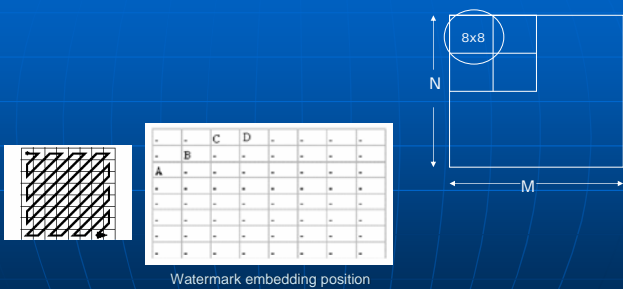 8x8
N
M
- - C D - - - -
- B - - - - - -
A - - - - - - -
- - - - - - - -
- - - - - - - -
- - - - - - - -
- - - - - - - -
- - - - - - - -
Watermark embedding position